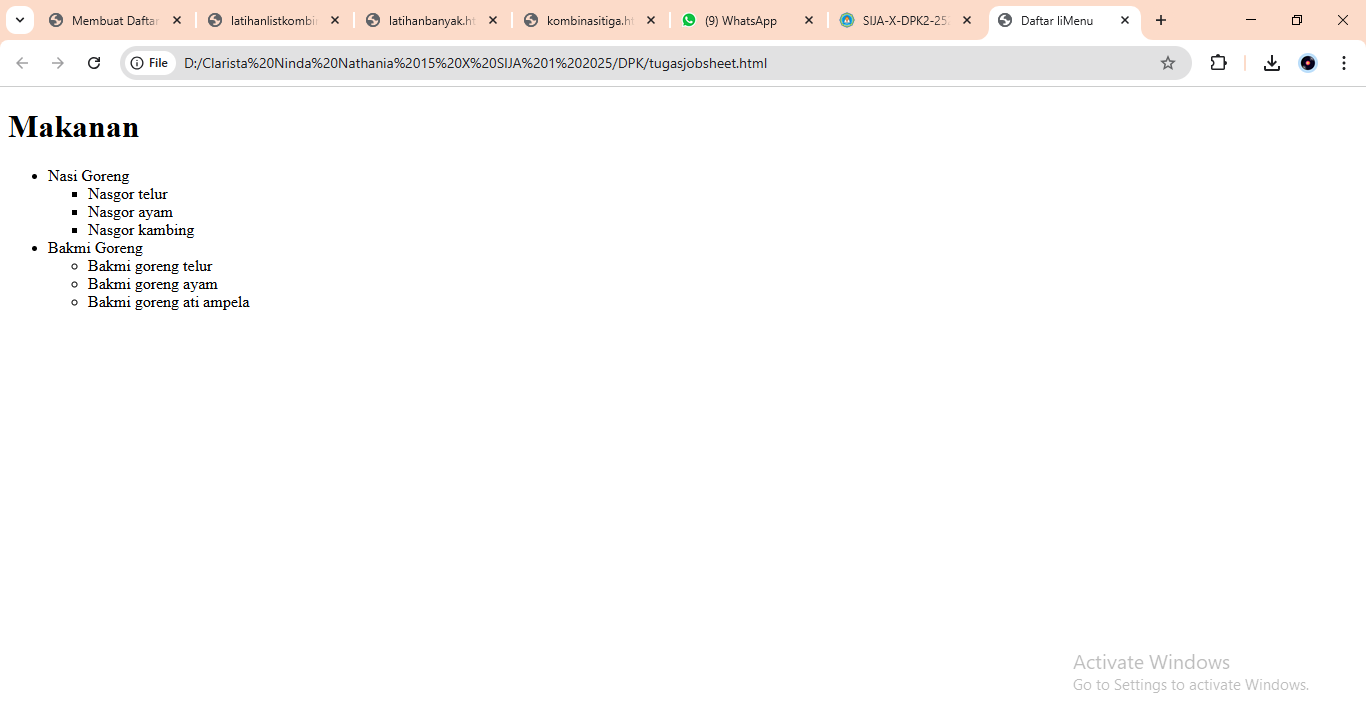 Membuat Daftar
latihanlistkombin
latihanbanyak.ht
kombinasitiga.ht
(9) WhatsApp
SIJA-X-DPK2-252
Daftar liMenu
File
D:/Clarista%20Ninda%20Nathania%2015%20X%20SIJA%201%202025/DPK/tugasjobsheet.html
Makanan
• Nasi Goreng
▪ Nasgor telur
▪ Nasgor ayam
▪ Nasgor kambing
• Bakmi Goreng
◦ Bakmi goreng telur
◦ Bakmi goreng ayam
◦ Bakmi goreng ati ampela
Activate Windows
Go to Settings to activate Windows.